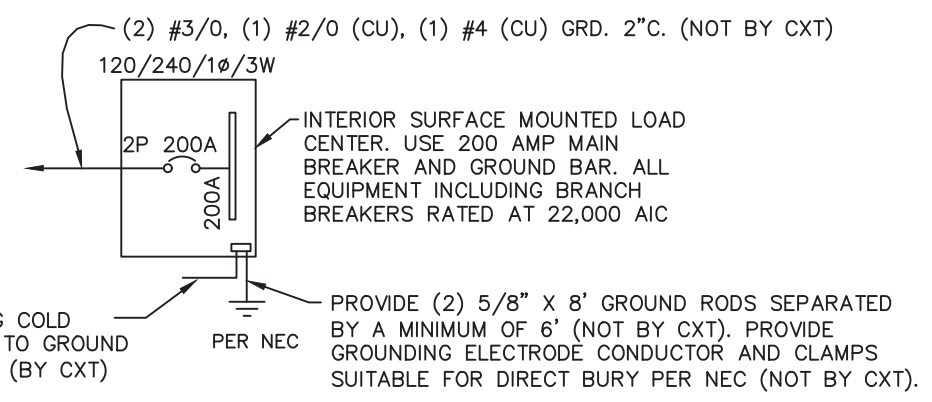 (2) #3/0, (1) #2/0 (CU), (1) #4 (CU) GRD. 2"C. (NOT BY CXT)
120/240/1ø/3W
2P 200A
200A
INTERIOR SURFACE MOUNTED LOAD
CENTER. USE 200 AMP MAIN
BREAKER AND GROUND BAR. ALL
EQUIPMENT INCLUDING BRANCH
BREAKERS RATED AT 22,000 AIC
G COLD
TO GROUND
(BY CXT)
PER NEC
PROVIDE (2) 5/8" X 8' GROUND RODS SEPARATED
BY A MINIMUM OF 6' (NOT BY CXT). PROVIDE
GROUNDING ELECTRODE CONDUCTOR AND CLAMPS
SUITABLE FOR DIRECT BURY PER NEC (NOT BY CXT).